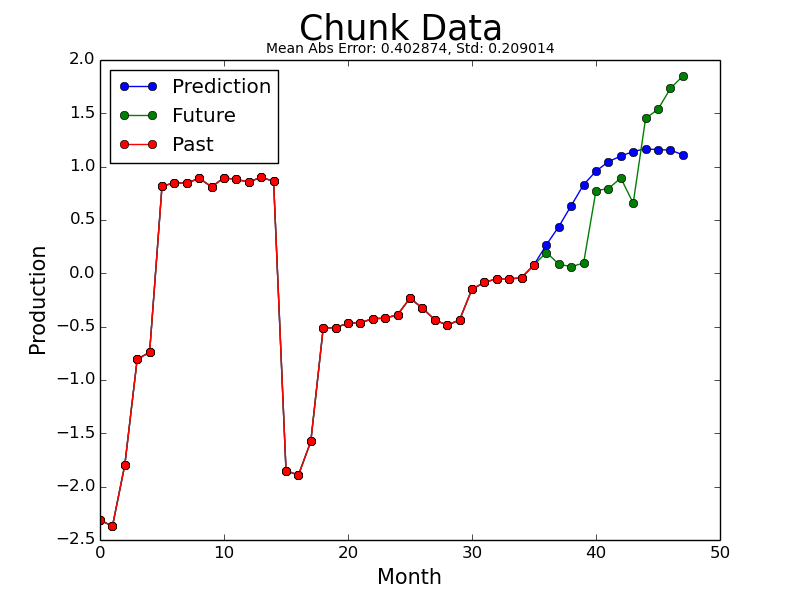 Chunk Data
Mean Abs Error: 0.402874, Std: 0.209014
Prediction
Future
Past
Production
2.0
1.5
1.0
0.5
0.0
−0.5
−1.0
−1.5
−2.0
−2.5
0 10 20 30 40 50
Month